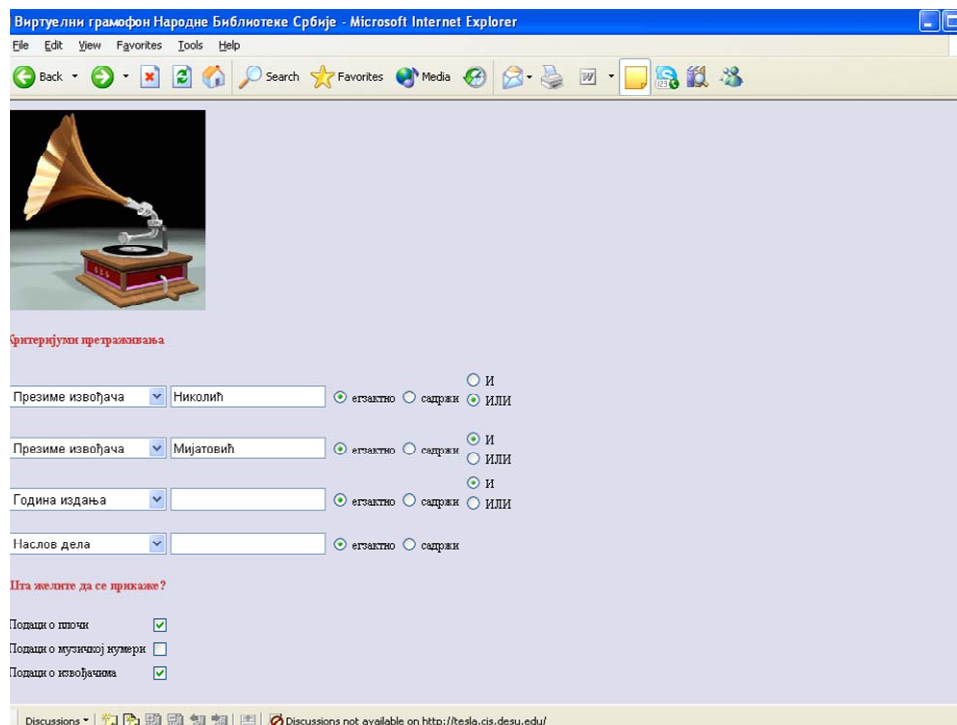 Виртуелни грамофон Народне Библиотеке Србије - Microsoft Internet Explorer
File Edit View Favorites Tools Help
Back Search Favorites Media
Критеријуми претраживања
И
Презиме извођача Николић егзактно садржи ИЛИ
И
Презиме извођача Мијатовић егзактно садржи
ИЛИ
И
Година издања егзактно садржи ИЛИ
Наслов дела егзактно садржи
Шта желите да се прикаже?
Подаци о плочи
Подаци о музичкој нумери
Подаци о извођачима
Discussions Discussions not available on http://tesla.cis.desu.edu/